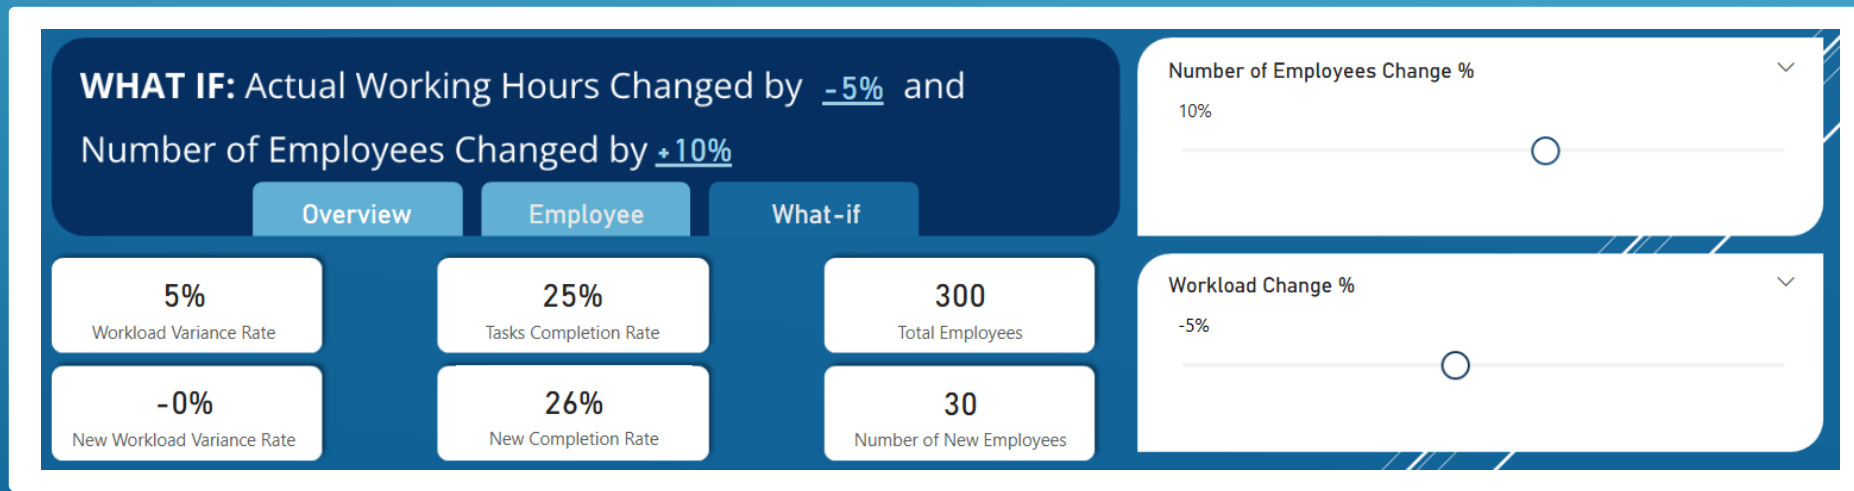 WHAT IF: Actual Working Hours Changed by -5% and
Number of Employees Changed by +10%
Overview
Employee
What-if
Number of Employees Change %
10%
Workload Change %
-5%
5%
Workload Variance Rate
25%
Tasks Completion Rate
300
Total Employees
-0%
New Workload Variance Rate
26%
New Completion Rate
30
Number of New Employees